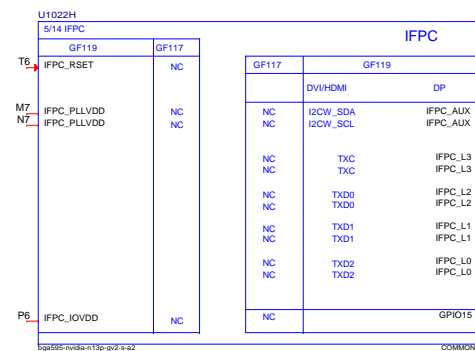 U1022H
5/14 IFPC
IFPC
GF119 GF117
T6 IFPC_RSET NC
GF117 GF119
DVI/HDMI DP
M7 IFPC_PLLVDD NC
N7 IFPC_PLLVDD NC
NC I2CW_SDA IFPC_AUX
NC I2CW_SCL IFPC_AUX
NC TXC IFPC_L3
NC TXC IFPC_L3
NC TXD0 IFPC_L2
NC TXD0 IFPC_L2
NC TXD1 IFPC_L1
NC TXD1 IFPC_L1
NC TXD2 IFPC_L0
NC TXD2 IFPC_L0
P6 IFPC_IOVDD NC
NC GPIO15
bga595-nvidia-n13p-gv2-s-a2 COMMON